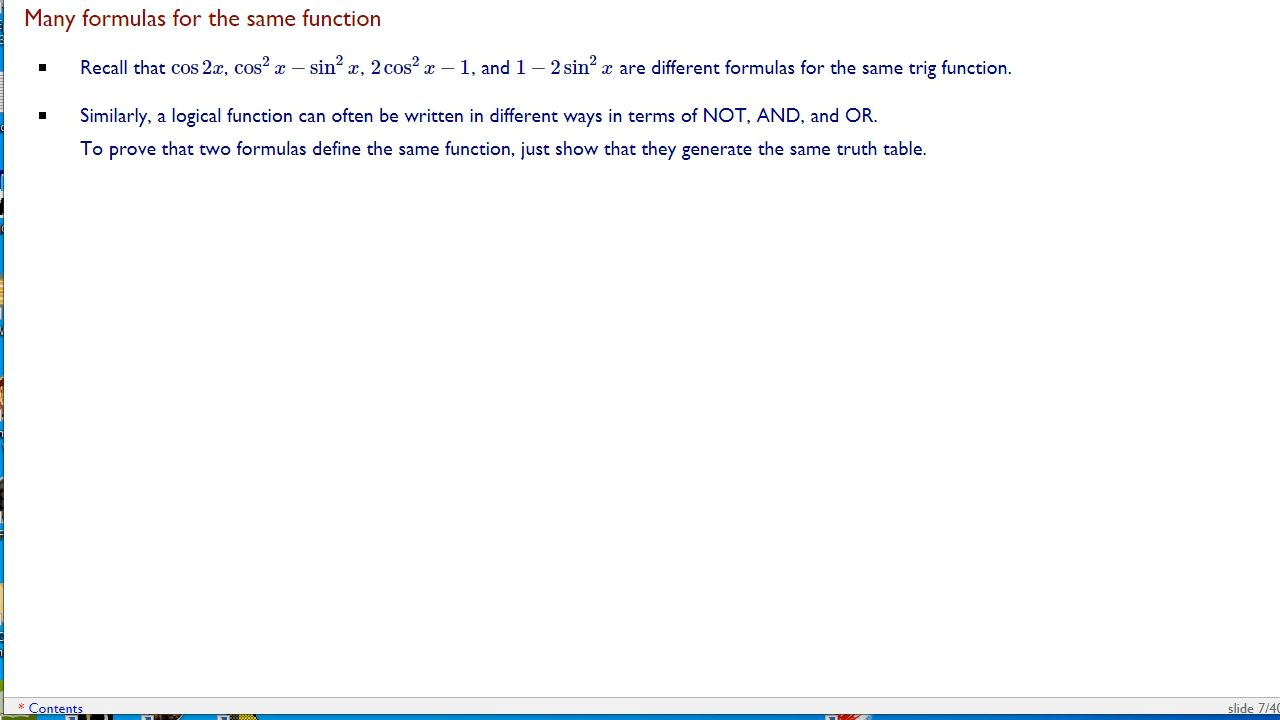 Many formulas for the same function
▪ Recall that cos 2x, cos² x − sin² x, 2 cos² x − 1, and 1 − 2 sin² x are different formulas for the same trig function.
▪ Similarly, a logical function can often be written in different ways in terms of NOT, AND, and OR.
To prove that two formulas define the same function, just show that they generate the same truth table.
* Contents
slide 7/40